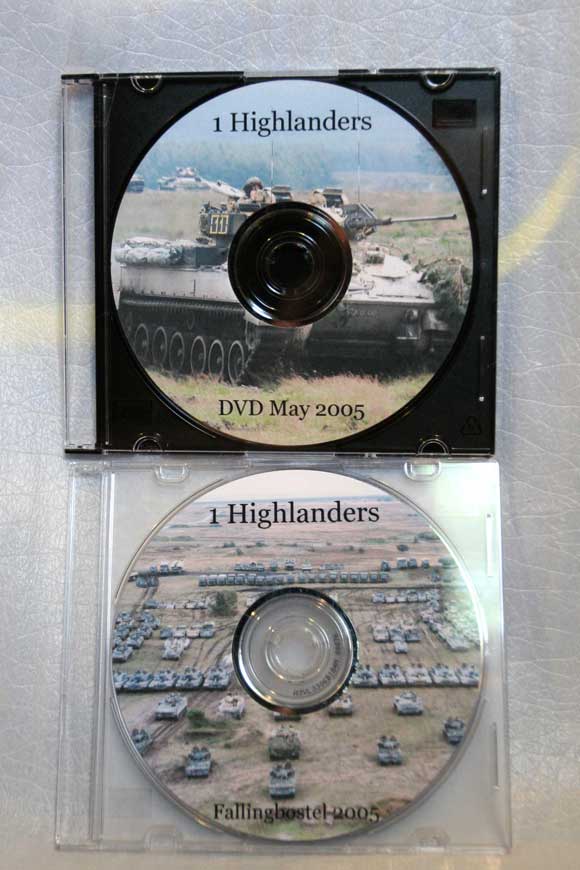 1 Highlanders
DVD May 2005
1 Highlanders
Fallingbostel 2005